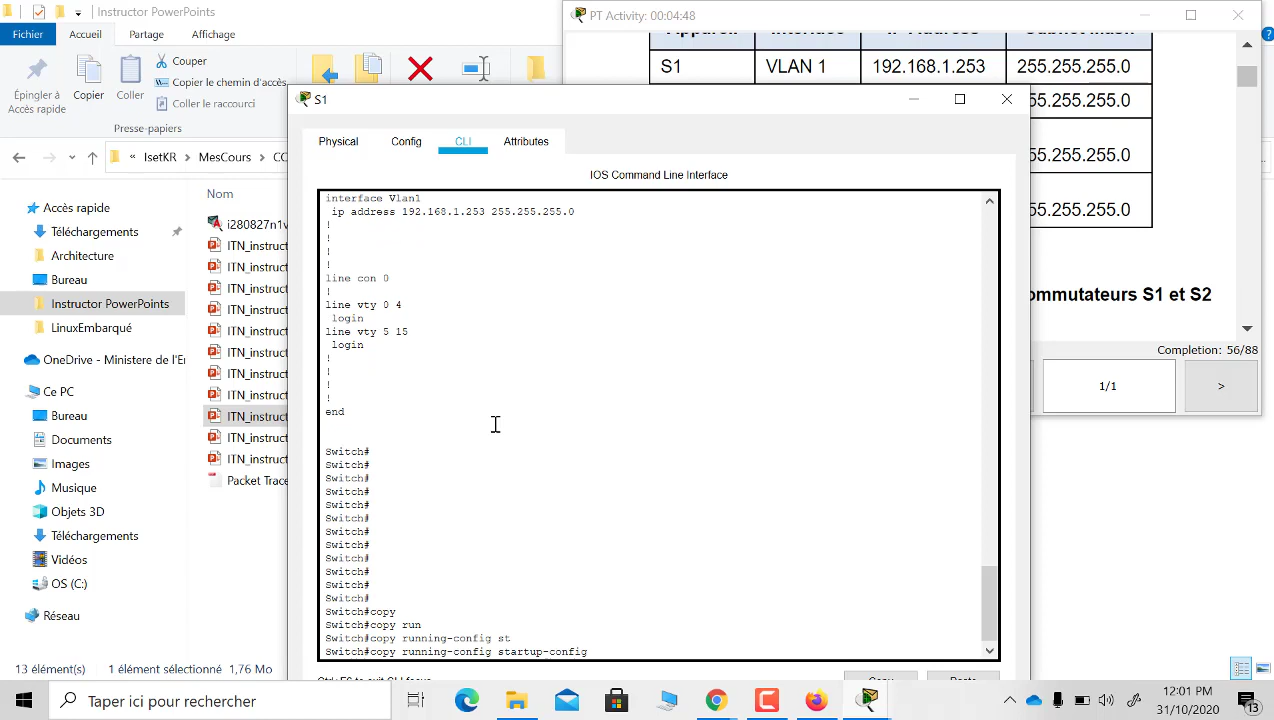 Instructor PowerPoints
Fichier
Accueil
Partage
Affichage
Épingler à
Accès rapide
Copier
Coller
Couper
Copier le chemin d'accès
Coller le raccourci
Presse-papiers
« IsetKR > MesCours > CC
Accès rapide
Téléchargements
Architecture
Bureau
Instructor PowerPoints
LinuxEmbarqué
OneDrive - Ministere de l'E
Ce PC
Bureau
Documents
Images
Musique
Objets 3D
Téléchargements
Vidéos
OS (C:)
Réseau
Nom
i280827n1v
ITN_instruct
ITN_instruct
ITN_instruct
ITN_instruct
ITN_instruct
ITN_instruct
ITN_instruct
ITN_instruct
ITN_instruct
ITN_instruct
ITN_instruct
Packet Trace
13 élément(s)
1 élément sélectionné 1,76 Mo
PT Activity: 00:04:48
S1 VLAN 1 192.168.1.253 255.255.255.0
55.255.255.0
55.255.255.0
55.255.255.0
ommutateurs S1 et S2
Completion: 56/88
1/1
>
S1
Physical
Config
CLI
Attributes
IOS Command Line Interface
interface Vlan1
ip address 192.168.1.253 255.255.255.0
!
!
!
!
line con 0
!
line vty 0 4
login
line vty 5 15
login
!
!
!
!
end
Switch#
Switch#
Switch#
Switch#
Switch#
Switch#
Switch#
Switch#
Switch#
Switch#
Switch#
Switch#
Switch#copy
Switch#copy run
Switch#copy running-config st
Switch#copy running-config startup-config
Taper ici pour rechercher
12:01 PM
31/10/2020
13